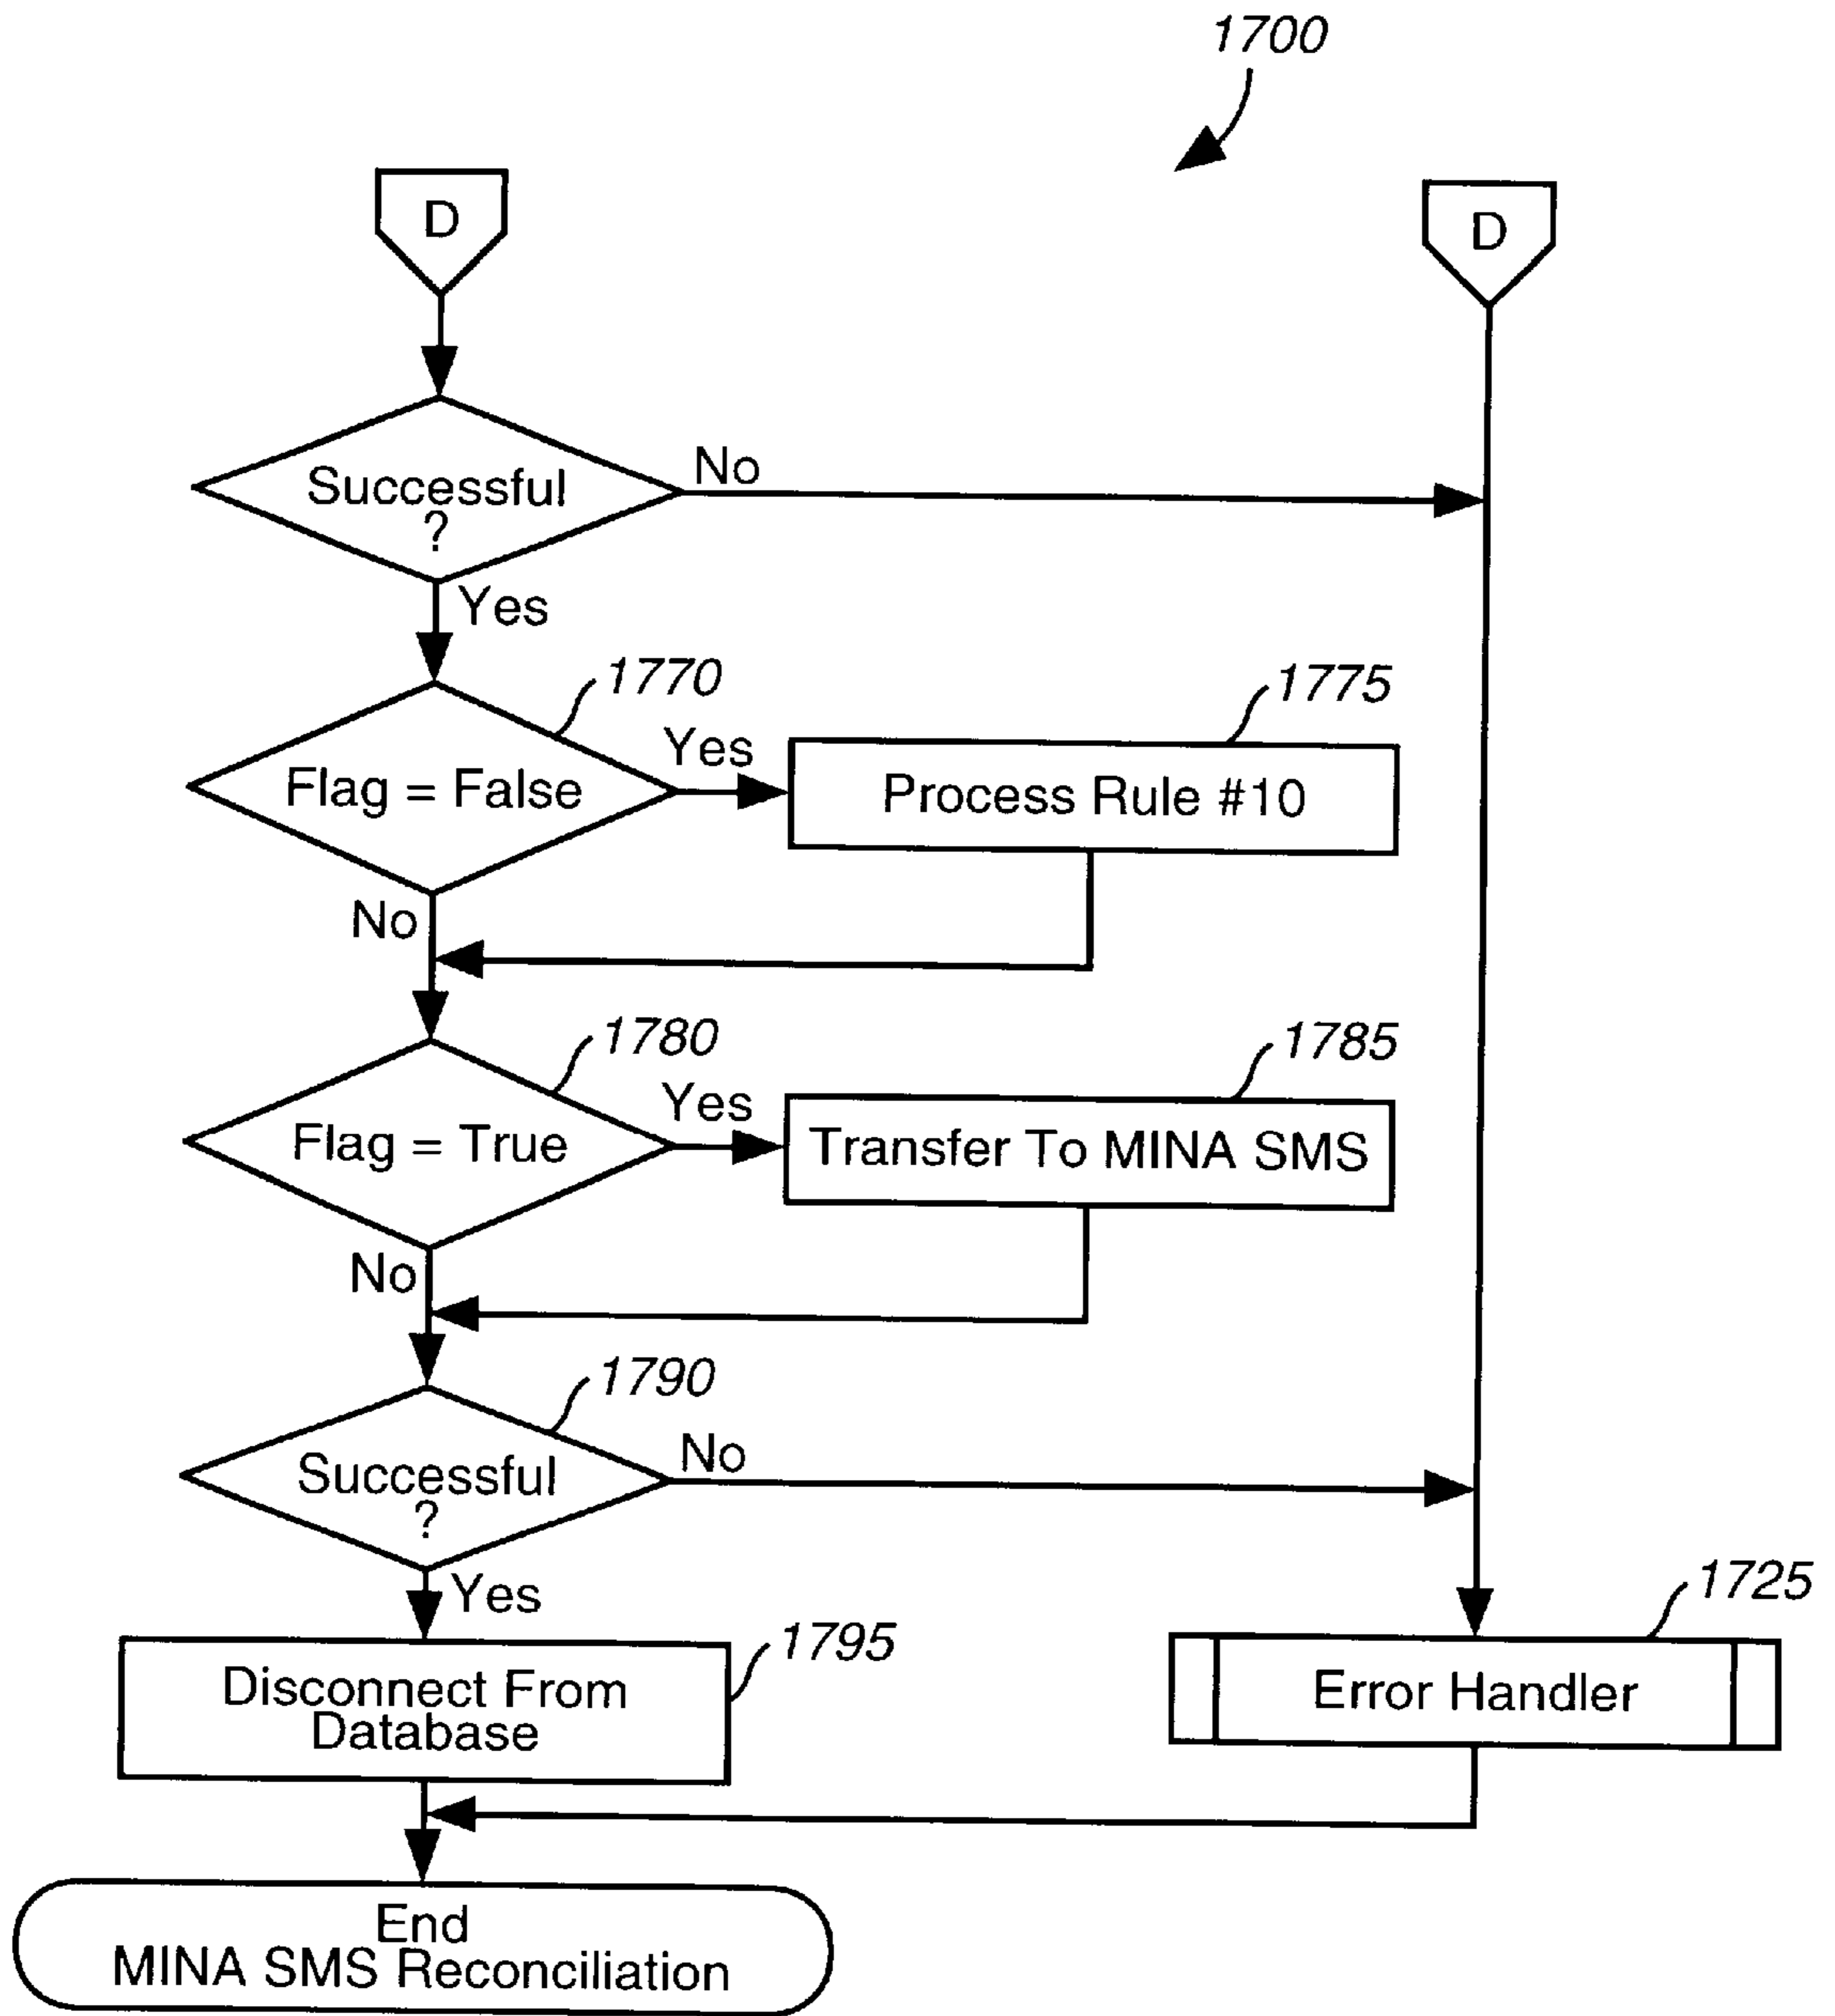 1700
D
D
Successful
?
No
Yes
1770
1775
Flag = False
Yes
Process Rule #10
No
1780
1785
Flag = True
Yes
Transfer To MINA SMS
No
1790
Successful
?
No
Yes
1795
1725
Disconnect From
Database
Error Handler
End
MINA SMS Reconciliation